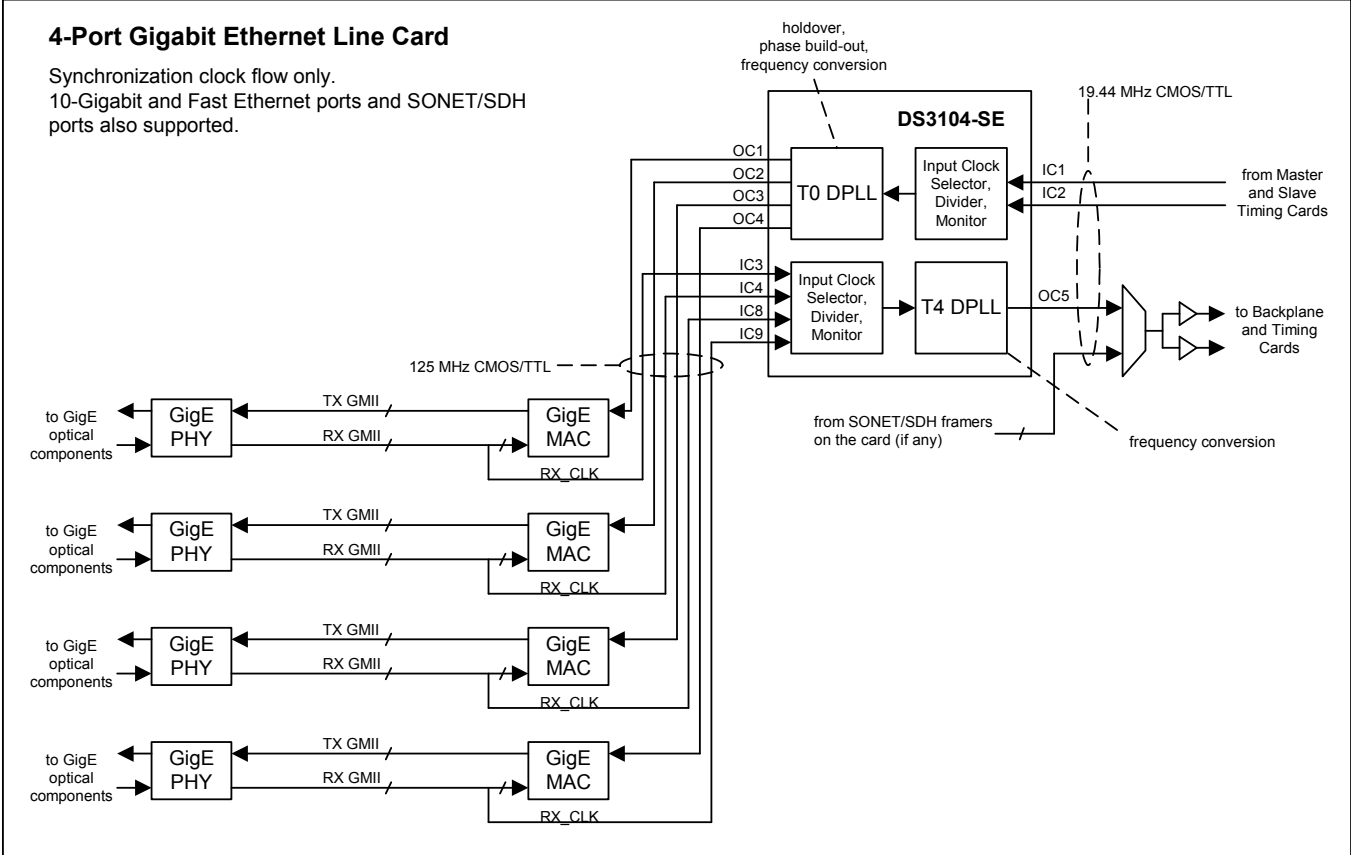 4-Port Gigabit Ethernet Line Card
Synchronization clock flow only.
10-Gigabit and Fast Ethernet ports and SONET/SDH
ports also supported.
holdover,
phase build-out,
frequency conversion
19.44 MHz CMOS/TTL
DS3104-SE
OC1
OC2
OC3
OC4
T0 DPLL
Input Clock
Selector,
Divider,
Monitor
IC1
IC2
from Master
and Slave
Timing Cards
IC3
IC4
IC8
IC9
Input Clock
Selector,
Divider,
Monitor
T4 DPLL
OC5
to Backplane
and Timing
Cards
125 MHz CMOS/TTL
from SONET/SDH framers
on the card (if any)
frequency conversion
to GigE
optical
components
GigE
PHY
TX GMII
RX GMII
GigE
MAC
RX_CLK
to GigE
optical
components
GigE
PHY
TX GMII
RX GMII
GigE
MAC
RX_CLK
to GigE
optical
components
GigE
PHY
TX GMII
RX GMII
GigE
MAC
RX_CLK
to GigE
optical
components
GigE
PHY
TX GMII
RX GMII
GigE
MAC
RX_CLK